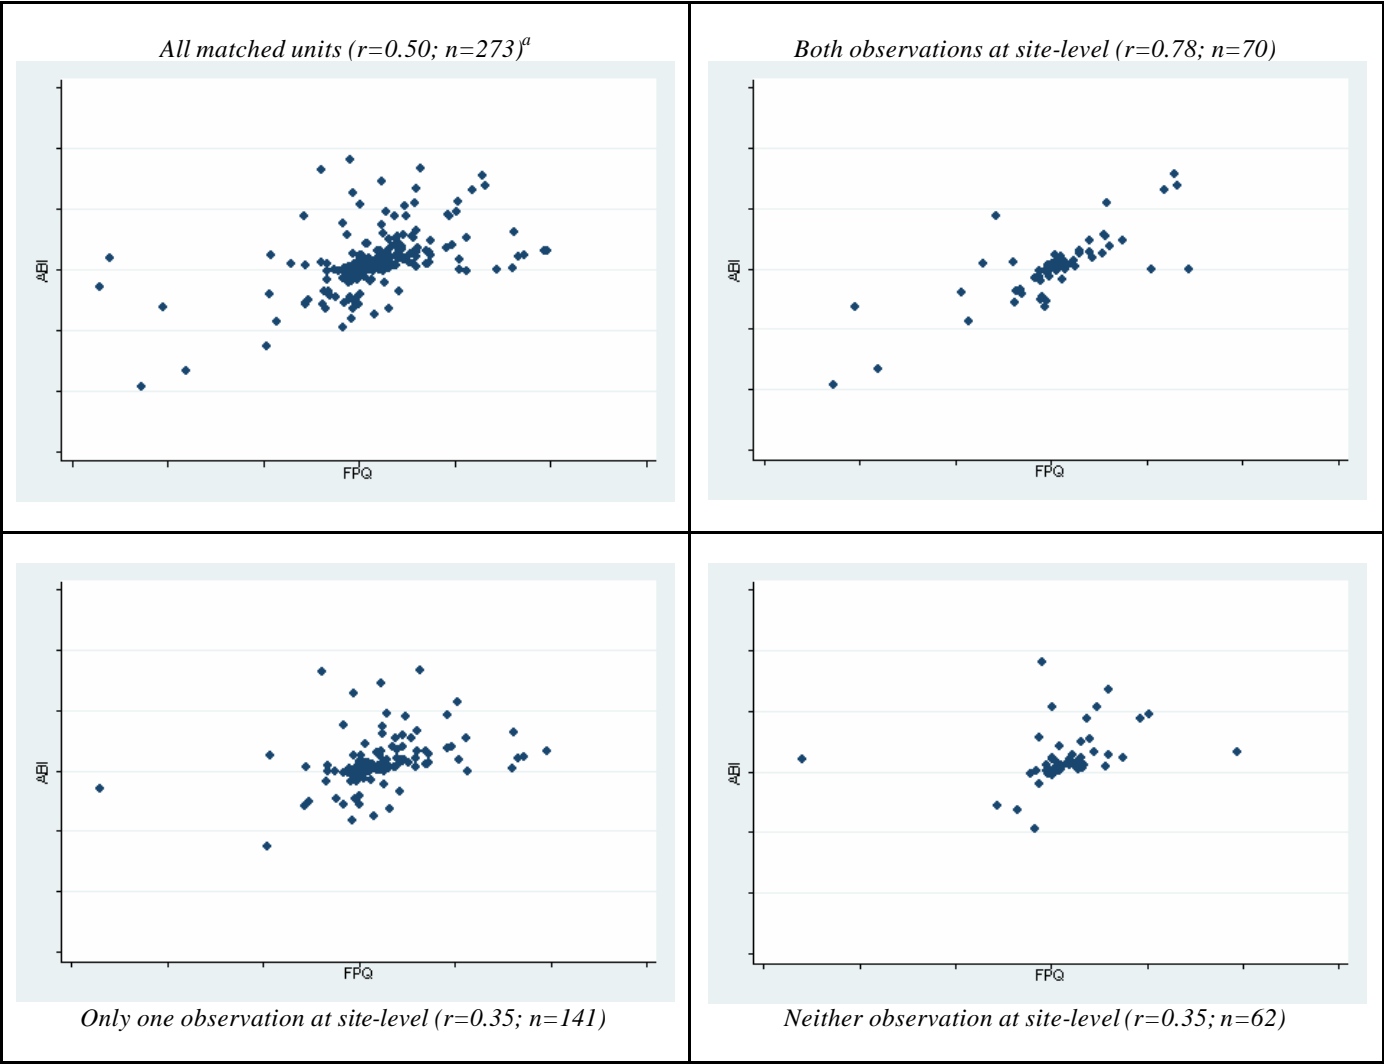 All matched units (r=0.50; n=273)a
ABI
FPQ
Both observations at site-level (r=0.78; n=70)
ABI
FPQ
ABI
FPQ
Only one observation at site-level (r=0.35; n=141)
ABI
FPQ
Neither observation at site-level (r=0.35; n=62)